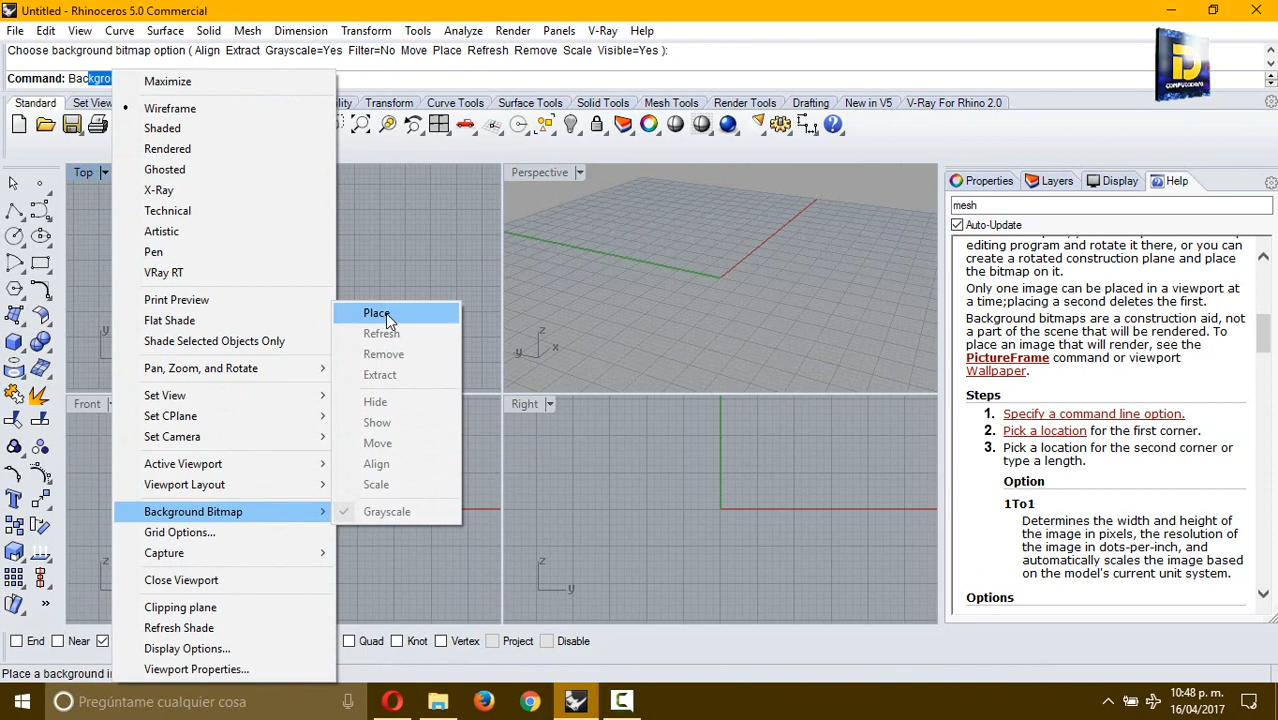 Untitled - Rhinoceros 5.0 Commercial
File Edit View Curve Surface Solid Mesh Dimension Transform Tools Analyze Render Panels V-Ray Help
Choose background bitmap option ( Align Extract Grayscale=Yes Filter=No Move Place Refresh Remove Scale Visible=Yes ):
Command: Backgro
COMPUTADORA
Standard Set View Transform Curve Tools Surface Tools Solid Tools Mesh Tools Render Tools Drafting New in V5 V-Ray For Rhino 2.0
Top
Perspective
Front
Right
z
y x
z
y
Maximize
Wireframe
Shaded
Rendered
Ghosted
X-Ray
Technical
Artistic
Pen
VRay RT
Print Preview
Flat Shade
Shade Selected Objects Only
Pan, Zoom, and Rotate
Set View
Set CPlane
Set Camera
Active Viewport
Viewport Layout
Background Bitmap
Grid Options...
Capture
Close Viewport
Clipping plane
Refresh Shade
Display Options...
Viewport Properties...
Place
Refresh
Remove
Extract
Hide
Show
Move
Align
Scale
Grayscale
Properties Layers Display Help
mesh
Auto-Update
editing program and rotate it there, or you can
create a rotated construction plane and place
the bitmap on it.
Only one image can be placed in a viewport at
a time;placing a second deletes the first.
Background bitmaps are a construction aid, not
a part of the scene that will be rendered. To
place an image that will render, see the
PictureFrame command or viewport
Wallpaper.
Steps
1. Specify a command line option.
2. Pick a location for the first corner.
3. Pick a location for the second corner or
type a length.
Option
1To1
Determines the width and height of
the image in pixels, the resolution of
the image in dots-per-inch, and
automatically scales the image based
on the model's current unit system.
Options
End Near Quad Knot Vertex Project Disable
Place a background i
Pregúntame cualquier cosa
10:48 p. m.
16/04/2017